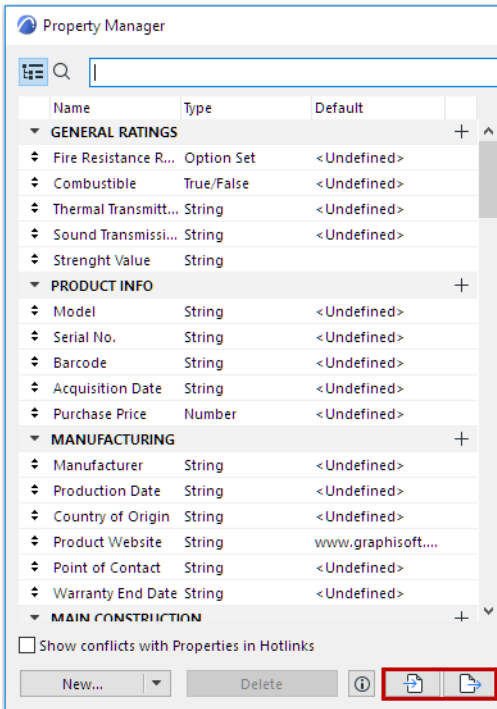 Property Manager
Name Type Default
GENERAL RATINGS
Fire Resistance R... Option Set <Undefined>
Combustible True/False <Undefined>
Thermal Transmitt... String <Undefined>
Sound Transmissi... String <Undefined>
Strenght Value String
PRODUCT INFO
Model String <Undefined>
Serial No. String <Undefined>
Barcode String <Undefined>
Acquisition Date String <Undefined>
Purchase Price Number <Undefined>
MANUFACTURING
Manufacturer String <Undefined>
Production Date String <Undefined>
Country of Origin String <Undefined>
Product Website String www.graphisoft....
Point of Contact String <Undefined>
Warranty End Date String <Undefined>
MAIN CONSTRUCTION
Show conflicts with Properties in Hotlinks
New... Delete